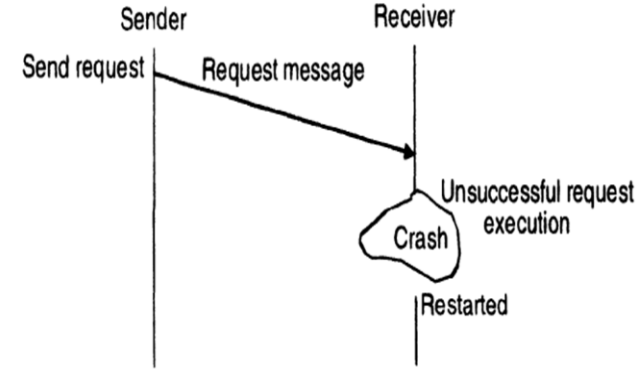 Sender
Receiver
Send request
Request message
Unsuccessful request
execution
Crash
Restarted